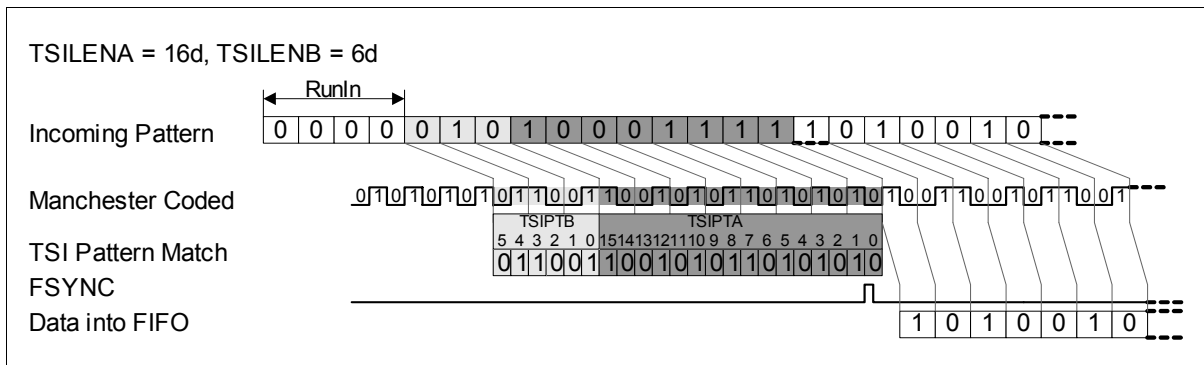 TSILENA = 16d, TSILENB = 6d
RunIn
Incoming Pattern 0 0 0 0 0 1 0 1 0 0 0 1 1 1 1 1 0 1 0 0 1 0
Manchester Coded 0 1 0 1 0 1 0 1 0 1 1 0 0 1 1 0 0 1 0 1 0 1 1 0 1 0 1 0 1 0 1 0 0 1 1 0 0 1 0 1 1 0 0 1
TSIPTB TSIPTA
5 4 3 2 1 0 15 14 13 12 11 10 9 8 7 6 5 4 3 2 1 0
TSI Pattern Match 0 1 1 0 0 1 1 0 0 1 0 1 0 1 1 0 1 0 1 0 1 0
FSYNC
Data into FIFO 1 0 1 0 0 1 0